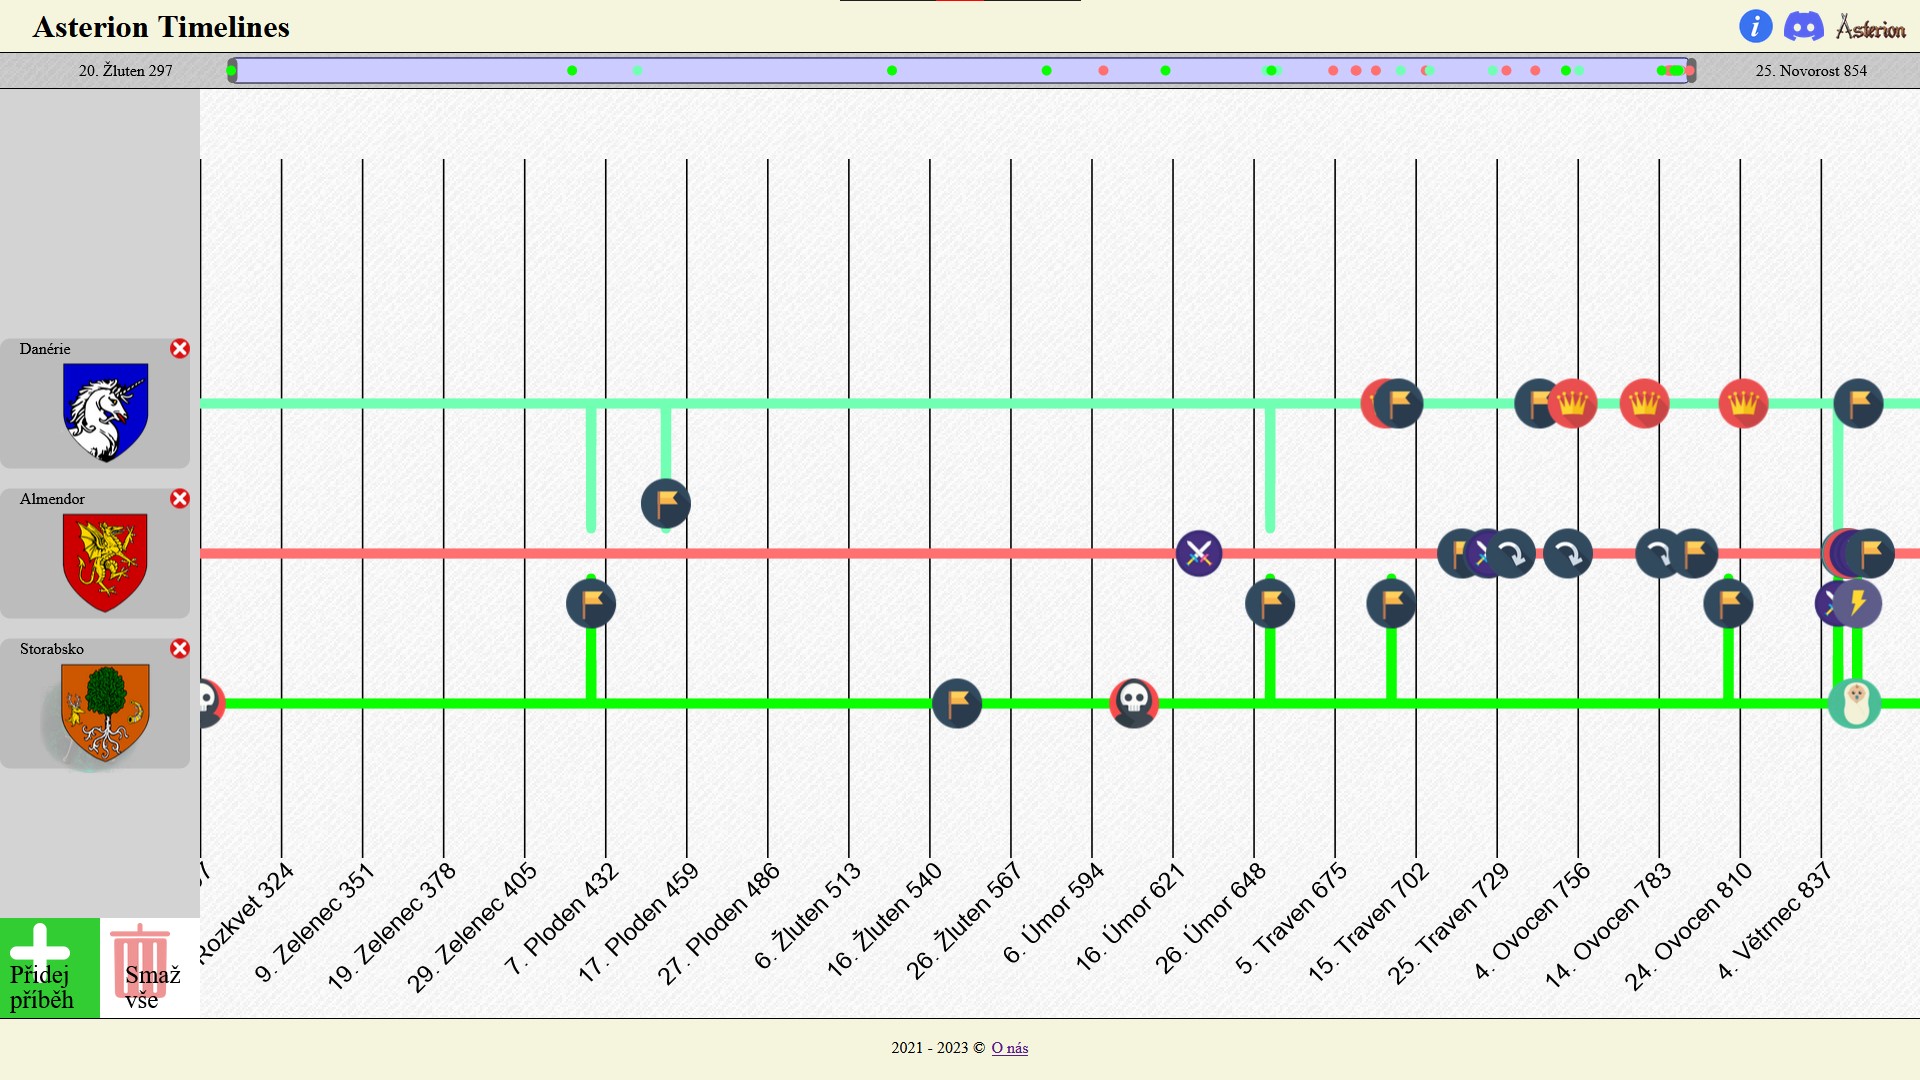 Asterion Timelines
i
Asterion
20. Žluten 297
25. Novorost 854
Danérie
Almendor
Storabsko
Rozkvet 324
9. Zelenec 351
19. Zelenec 378
29. Zelenec 405
7. Ploden 432
17. Ploden 459
27. Ploden 486
6. Žluten 513
16. Žluten 540
26. Žluten 567
6. Úmor 594
16. Úmor 621
26. Úmor 648
5. Traven 675
15. Traven 702
25. Traven 729
4. Ovocen 756
14. Ovocen 783
24. Ovocen 810
4. Větrnec 837
Přidej
příběh
Smaž
vše
2021 - 2023 © O nás